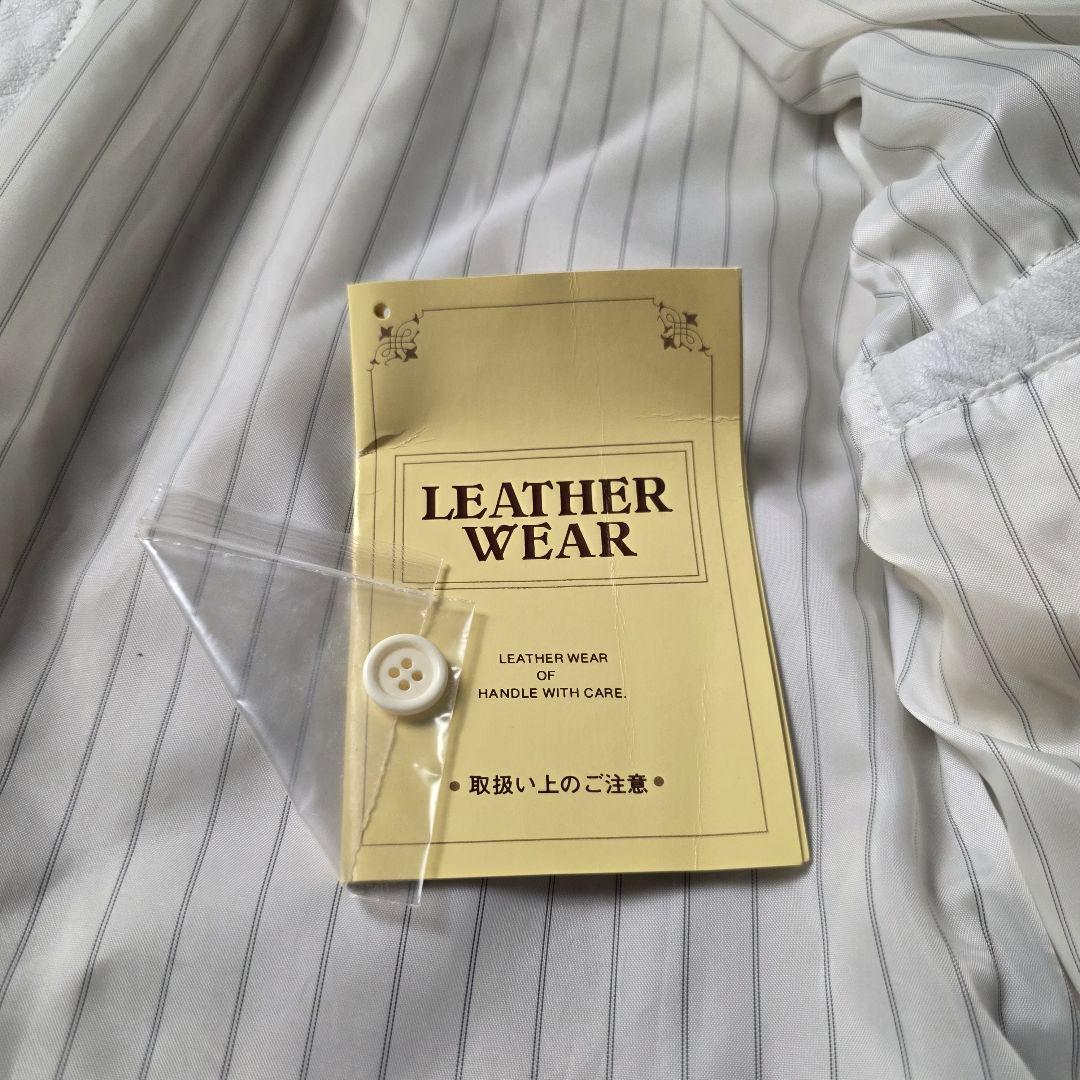 LEATHER
WEAR
LEATHER WEAR
OF
HANDLE WITH CARE.
• 取扱い上のご注意 •